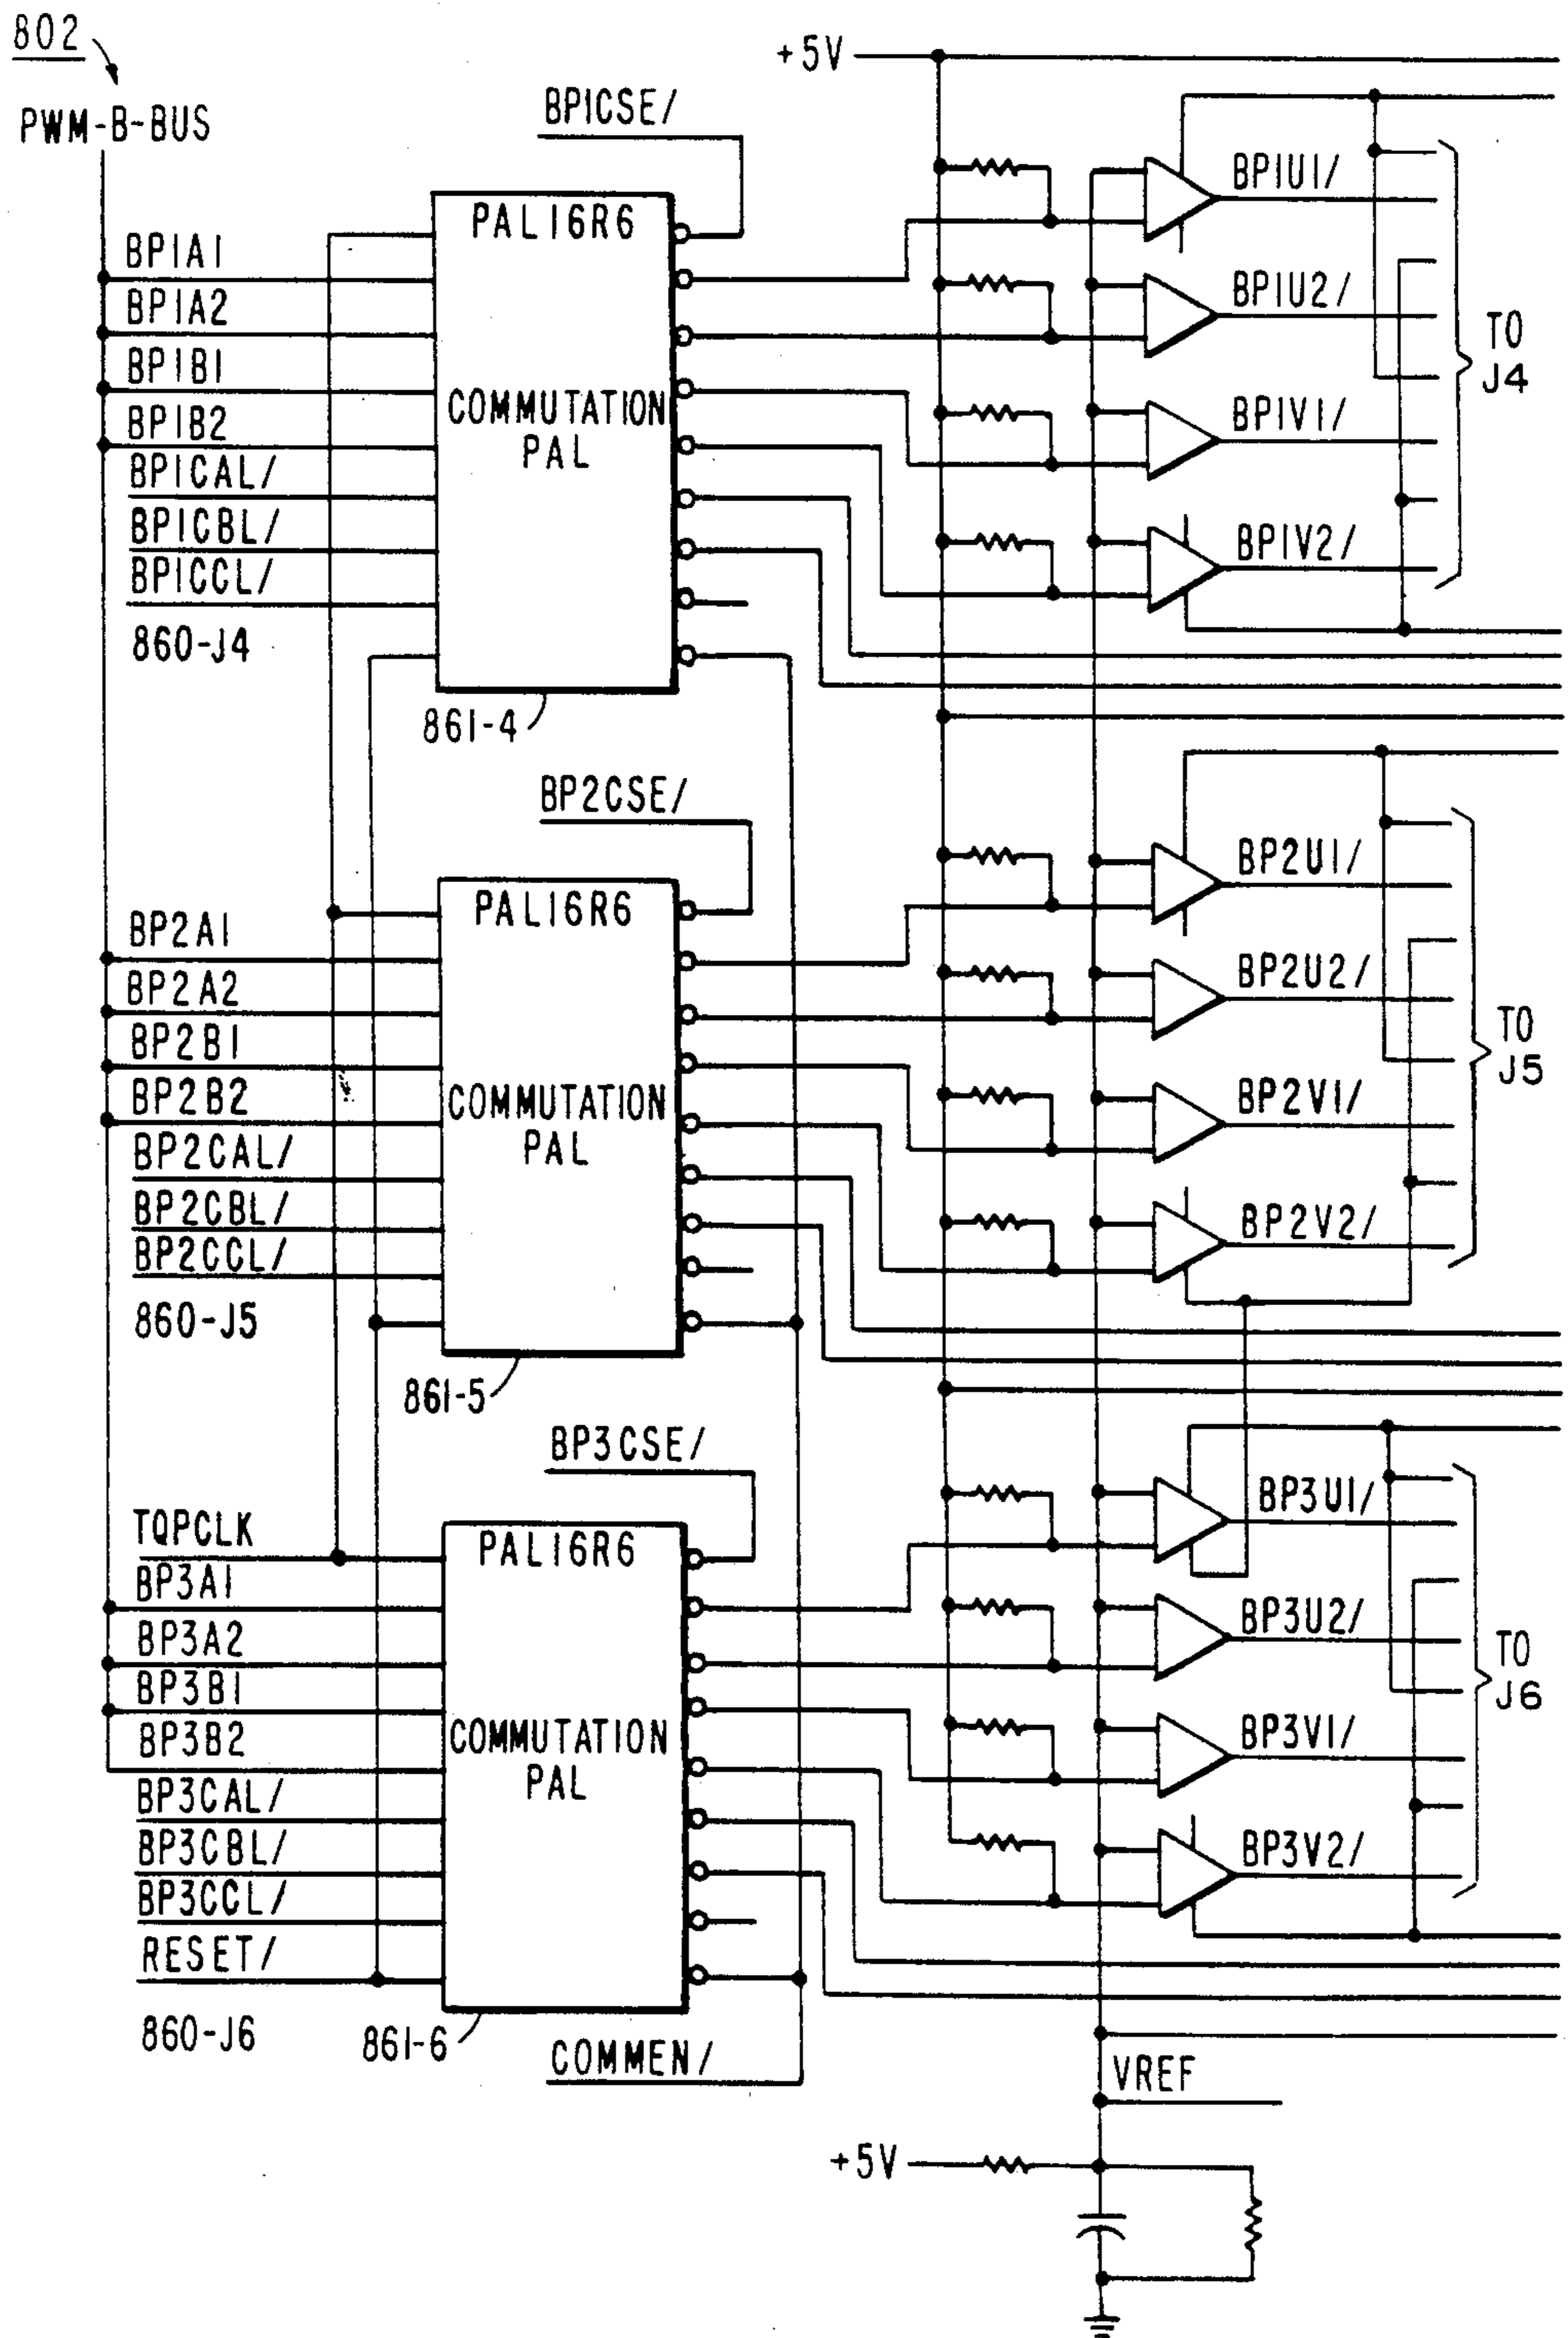 802
PWM-B-BUS
+5V
BP1CSE/
PAL16R6
COMMUTATION
PAL
BP1A1
BP1A2
BP1B1
BP1B2
BP1CAL/
BP1CBL/
BP1CCL/
860-J4
861-4
BP1U1/
BP1U2/
BP1V1/
BP1V2/
TO
J4
BP2CSE/
PAL16R6
COMMUTATION
PAL
BP2A1
BP2A2
BP2B1
BP2B2
BP2CAL/
BP2CBL/
BP2CCL/
860-J5
861-5
BP2U1/
BP2U2/
BP2V1/
BP2V2/
TO
J5
BP3CSE/
PAL16R6
COMMUTATION
PAL
TQPCLK
BP3A1
BP3A2
BP3B1
BP3B2
BP3CAL/
BP3CBL/
BP3CCL/
RESET/
860-J6
861-6
COMMEN/
BP3U1/
BP3U2/
BP3V1/
BP3V2/
TO
J6
VREF
+5V